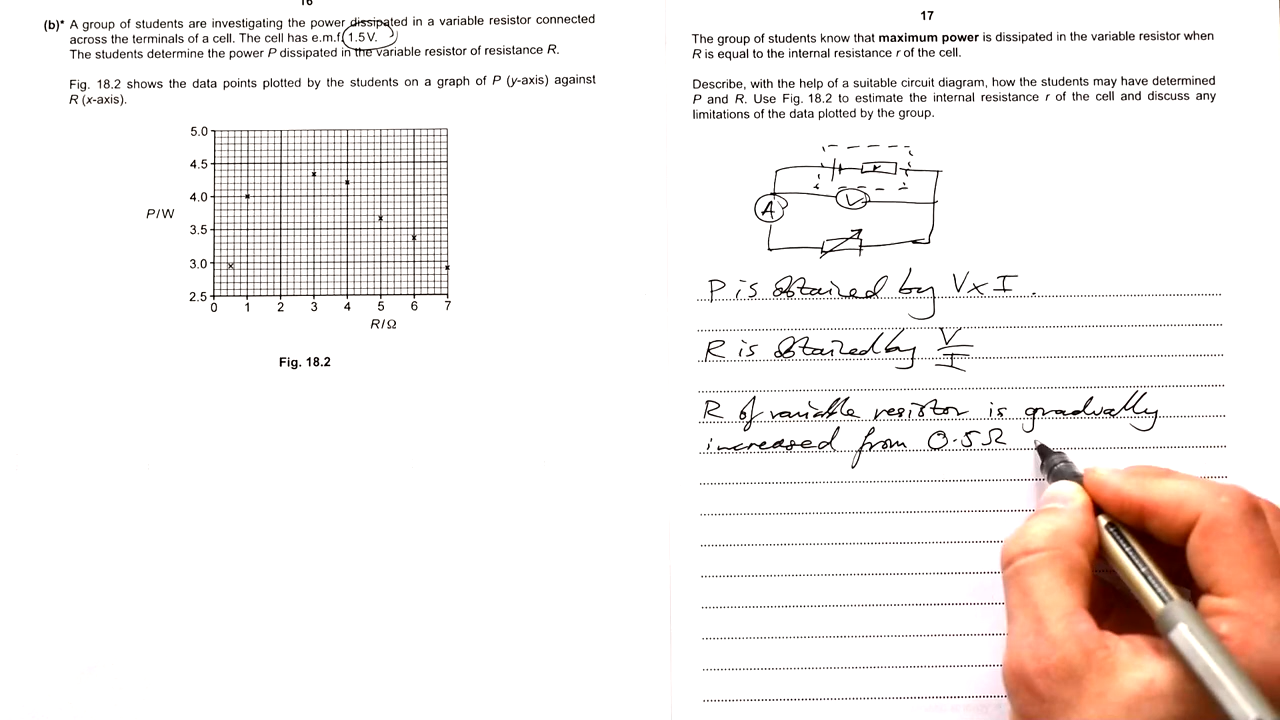 16
(b)* A group of students are investigating the power dissipated in a variable resistor connected
across the terminals of a cell. The cell has e.m.f. 1.5V.
The students determine the power P dissipated in the variable resistor of resistance R.
Fig. 18.2 shows the data points plotted by the students on a graph of P (y-axis) against
R (x-axis).
5.0
4.5
4.0
P/W
3.5
3.0
2.5
0 1 2 3 4 5 6 7
R/Ω
Fig. 18.2
17
The group of students know that maximum power is dissipated in the variable resistor when
R is equal to the internal resistance r of the cell.
Describe, with the help of a suitable circuit diagram, how the students may have determined
P and R. Use Fig. 18.2 to estimate the internal resistance r of the cell and discuss any
limitations of the data plotted by the group.
r
V
A
P is obtained by V x I.
R is obtained by V
I
R of variable resistor is gradually
increased from 0.5Ω